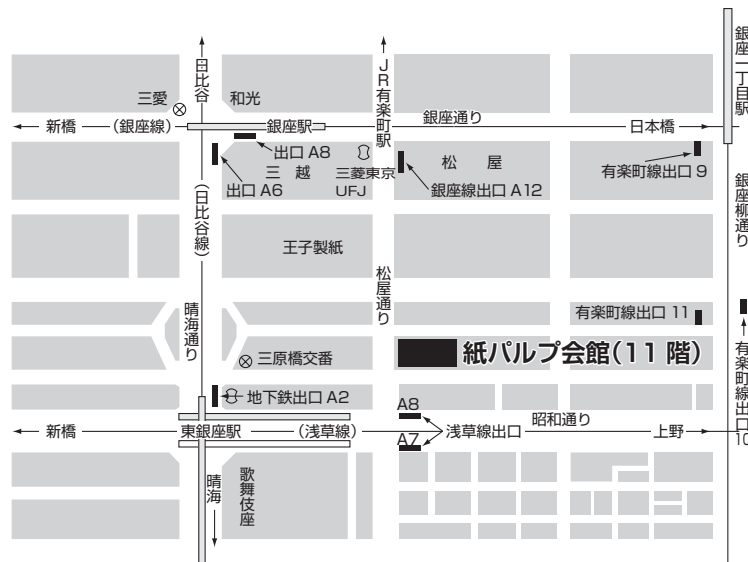 日比谷
JR有楽町駅
銀座一丁目駅
三愛
和光
新橋
(銀座線)
銀座駅
銀座通り
日本橋
出口 A8
三越
三菱東京
UFJ
松屋
出口 A6
銀座線出口 A12
有楽町線出口 9
銀座柳通り
(日比谷線)
王子製紙
松屋通り
晴海通り
有楽町線出口 11
三原橋交番
紙パルプ会館(11 階)
有楽町線出口10
地下鉄出口 A2
A8
昭和通り
新橋
東銀座駅
(浅草線)
A7
浅草線出口
上野
晴海
歌舞伎座